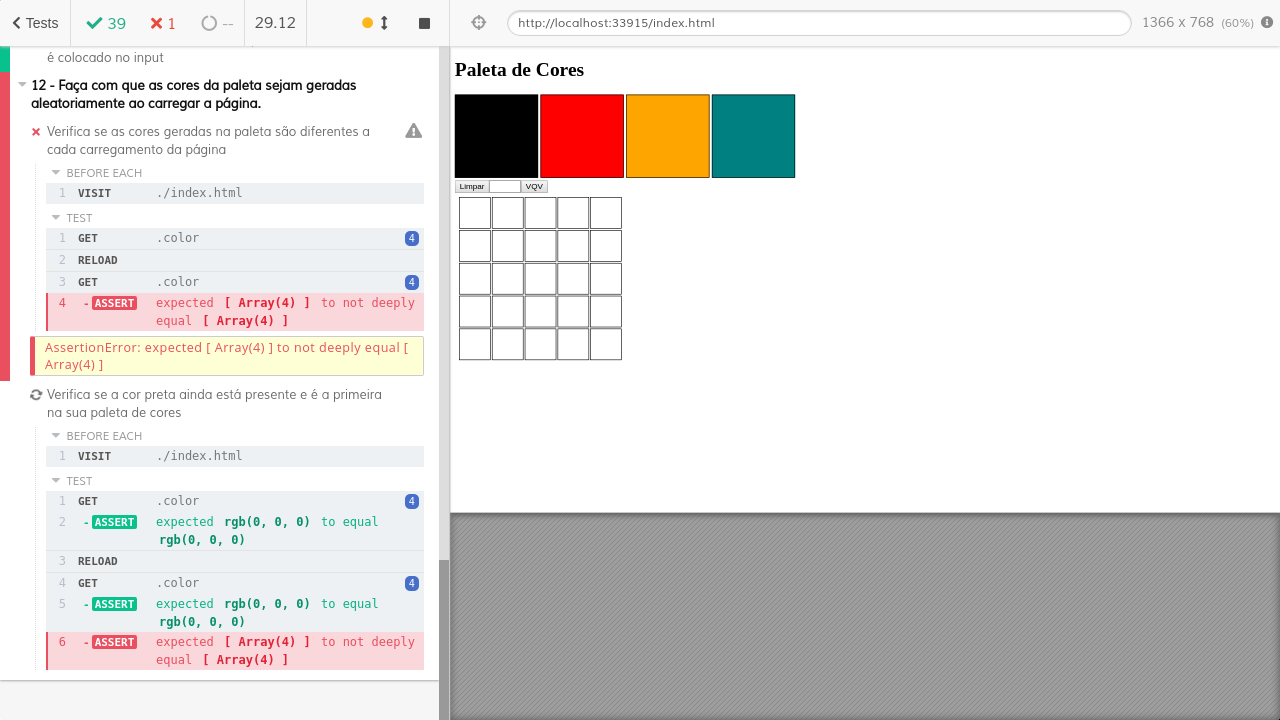 Tests 39 1 -- 29.12
http://localhost:33915/index.html 1366 x 768 (60%)
é colocado no input
12 - Faça com que as cores da paleta sejam geradas
aleatoriamente ao carregar a página.
Verifica se as cores geradas na paleta são diferentes a
cada carregamento da página
BEFORE EACH
1 VISIT ./index.html
TEST
1 GET .color 4
2 RELOAD
3 GET .color 4
4 -ASSERT expected [ Array(4) ] to not deeply
equal [ Array(4) ]
AssertionError: expected [ Array(4) ] to not deeply equal [
Array(4) ]
Verifica se a cor preta ainda está presente e é a primeira
na sua paleta de cores
BEFORE EACH
1 VISIT ./index.html
TEST
1 GET .color 4
2 -ASSERT expected rgb(0, 0, 0) to equal
rgb(0, 0, 0)
3 RELOAD
4 GET .color 4
5 -ASSERT expected rgb(0, 0, 0) to equal
rgb(0, 0, 0)
6 -ASSERT expected [ Array(4) ] to not deeply
equal [ Array(4) ]
Paleta de Cores
Limpar VQV